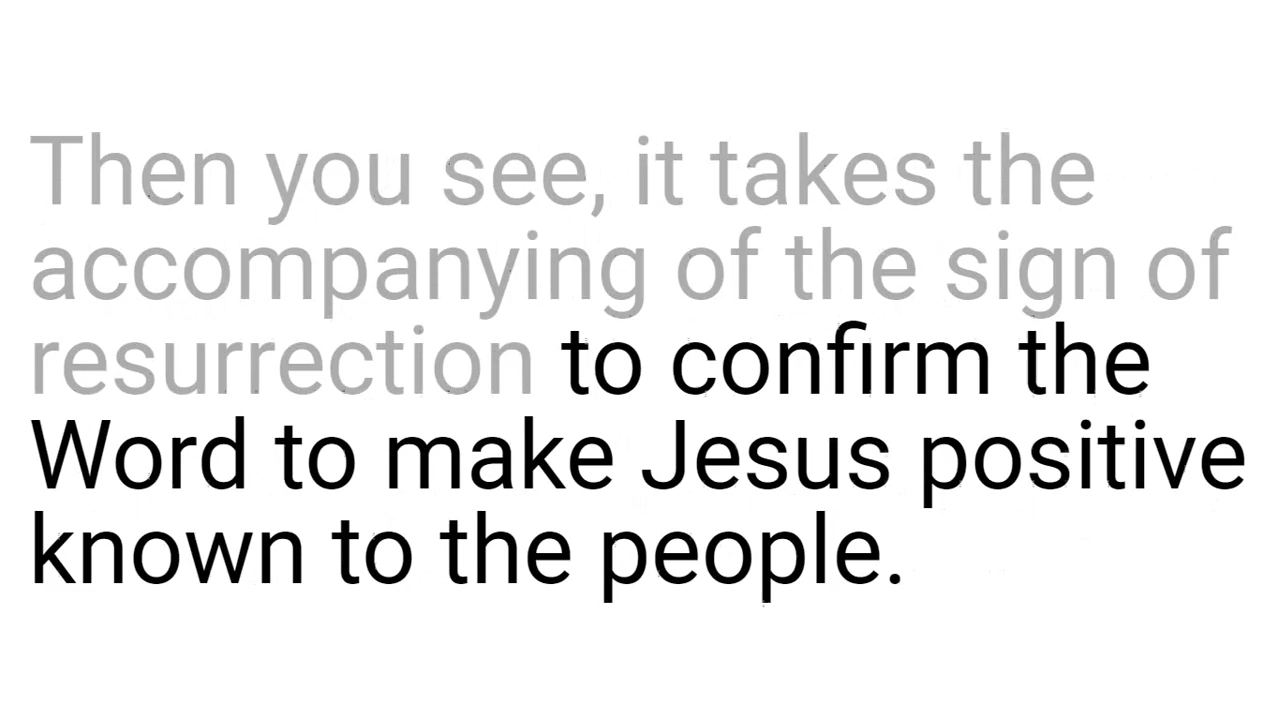 Then you see, it takes the
accompanying of the sign of
resurrection to confirm the
Word to make Jesus positive
known to the people.